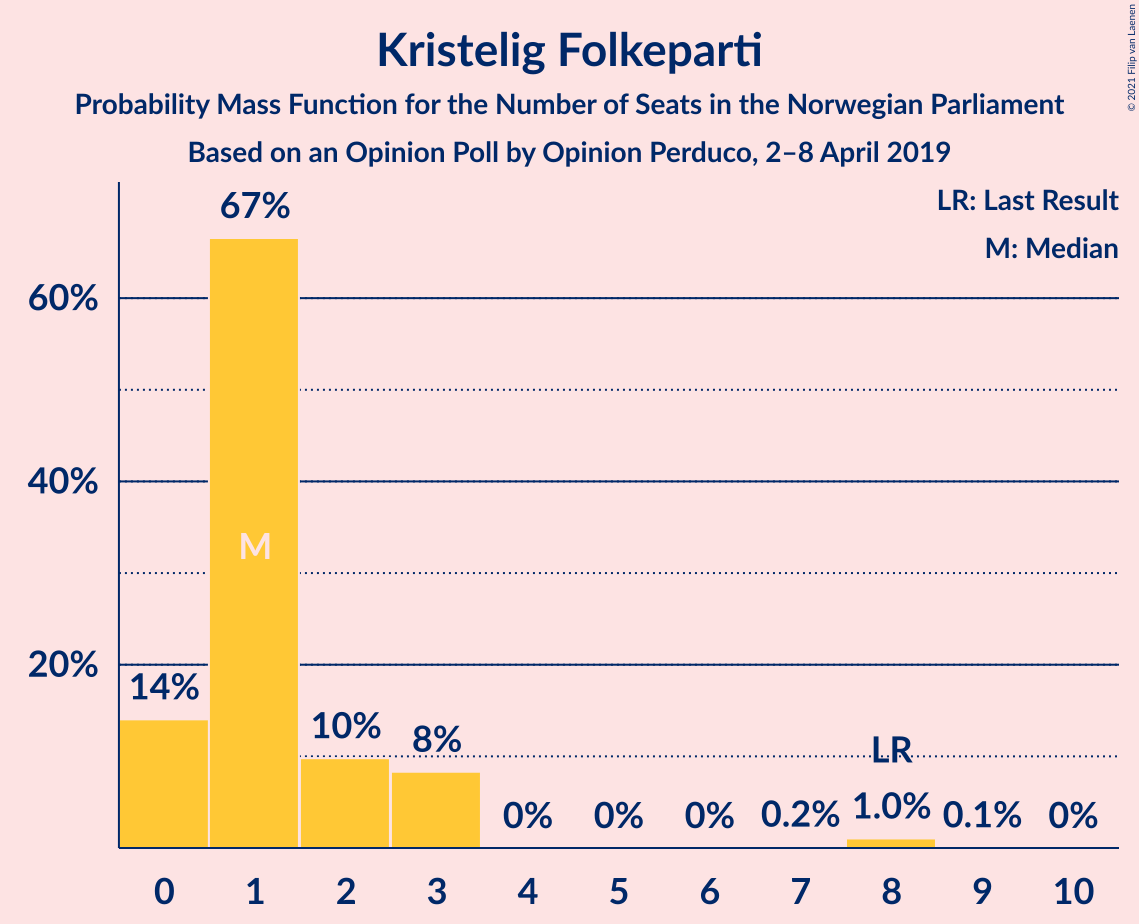 Kristelig Folkeparti
Probability Mass Function for the Number of Seats in the Norwegian Parliament
Based on an Opinion Poll by Opinion Perduco, 2–8 April 2019
© 2021 Filip van Laenen
LR: Last Result
M: Median
67%
60%
40%
M
20%
14%
10%
8%
LR
0%
0%
0%
0.2%
1.0%
0.1%
0%
0 1 2 3 4 5 6 7 8 9 10